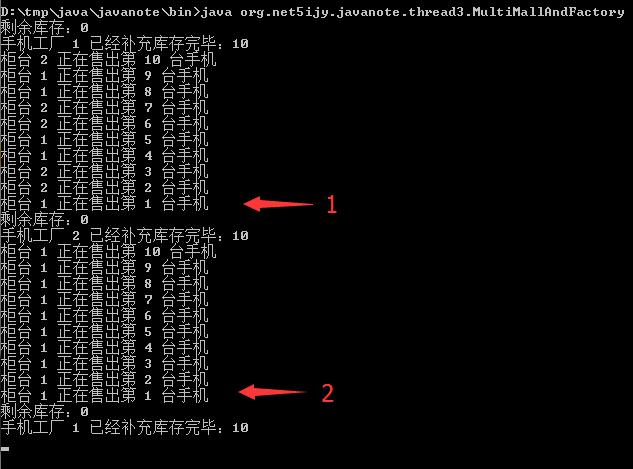 D:\tmp\java\javanote\bin>java org.net5ijy.javanote.thread3.MultiMallAndFactory
剩余库存：0
手机工厂 1 已经补充库存完毕：10
柜台 2 正在售出第 10 台手机
柜台 1 正在售出第 9 台手机
柜台 1 正在售出第 8 台手机
柜台 2 正在售出第 7 台手机
柜台 2 正在售出第 6 台手机
柜台 1 正在售出第 5 台手机
柜台 1 正在售出第 4 台手机
柜台 2 正在售出第 3 台手机
柜台 2 正在售出第 2 台手机
柜台 1 正在售出第 1 台手机 1
剩余库存：0
手机工厂 2 已经补充库存完毕：10
柜台 1 正在售出第 10 台手机
柜台 1 正在售出第 9 台手机
柜台 1 正在售出第 8 台手机
柜台 1 正在售出第 7 台手机
柜台 1 正在售出第 6 台手机
柜台 1 正在售出第 5 台手机
柜台 1 正在售出第 4 台手机
柜台 1 正在售出第 3 台手机
柜台 1 正在售出第 2 台手机
柜台 1 正在售出第 1 台手机 2
剩余库存：0
手机工厂 1 已经补充库存完毕：10